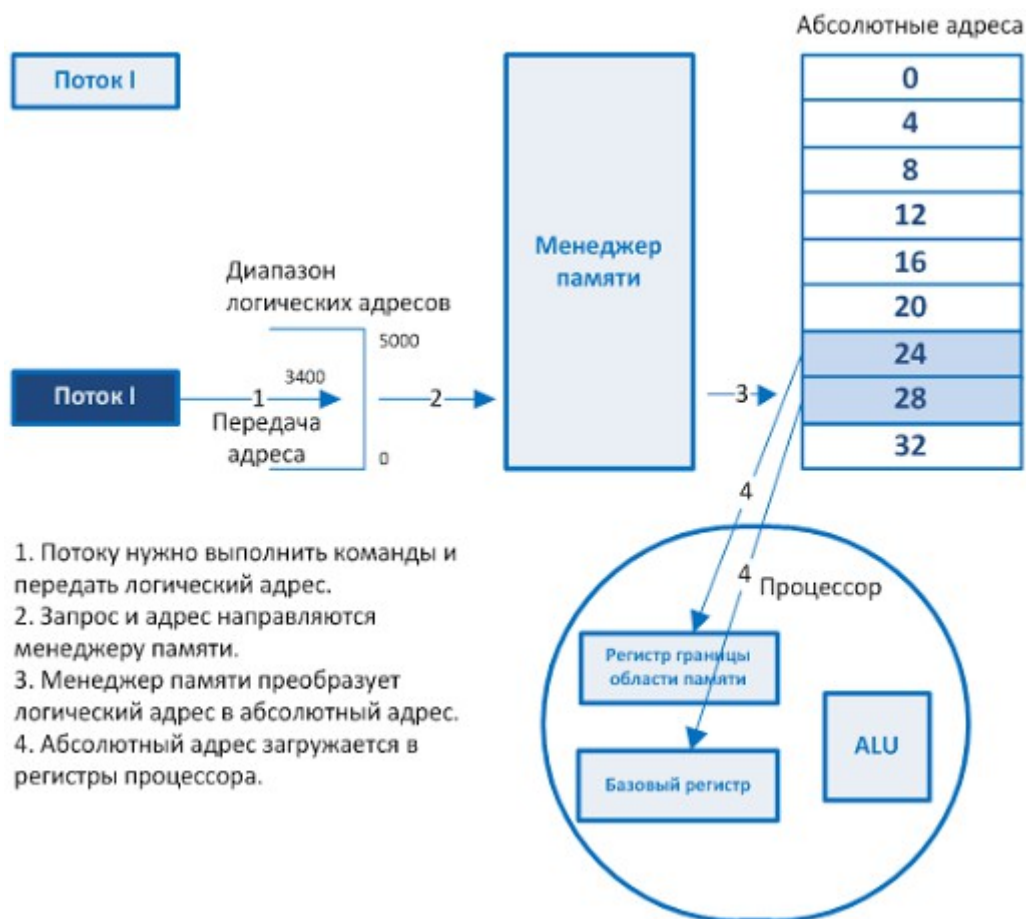 Абсолютные адреса
Поток I
0
4
8
12
16
20
24
28
32
Менеджер
памяти
Диапазон
логических адресов
5000
3400
0
Поток I
1
Передача
адреса
2
3
4
4
Процессор
Регистр границы
области памяти
Базовый регистр
ALU
1. Потоку нужно выполнить команды и
передать логический адрес.
2. Запрос и адрес направляются
менеджеру памяти.
3. Менеджер памяти преобразует
логический адрес в абсолютный адрес.
4. Абсолютный адрес загружается в
регистры процессора.